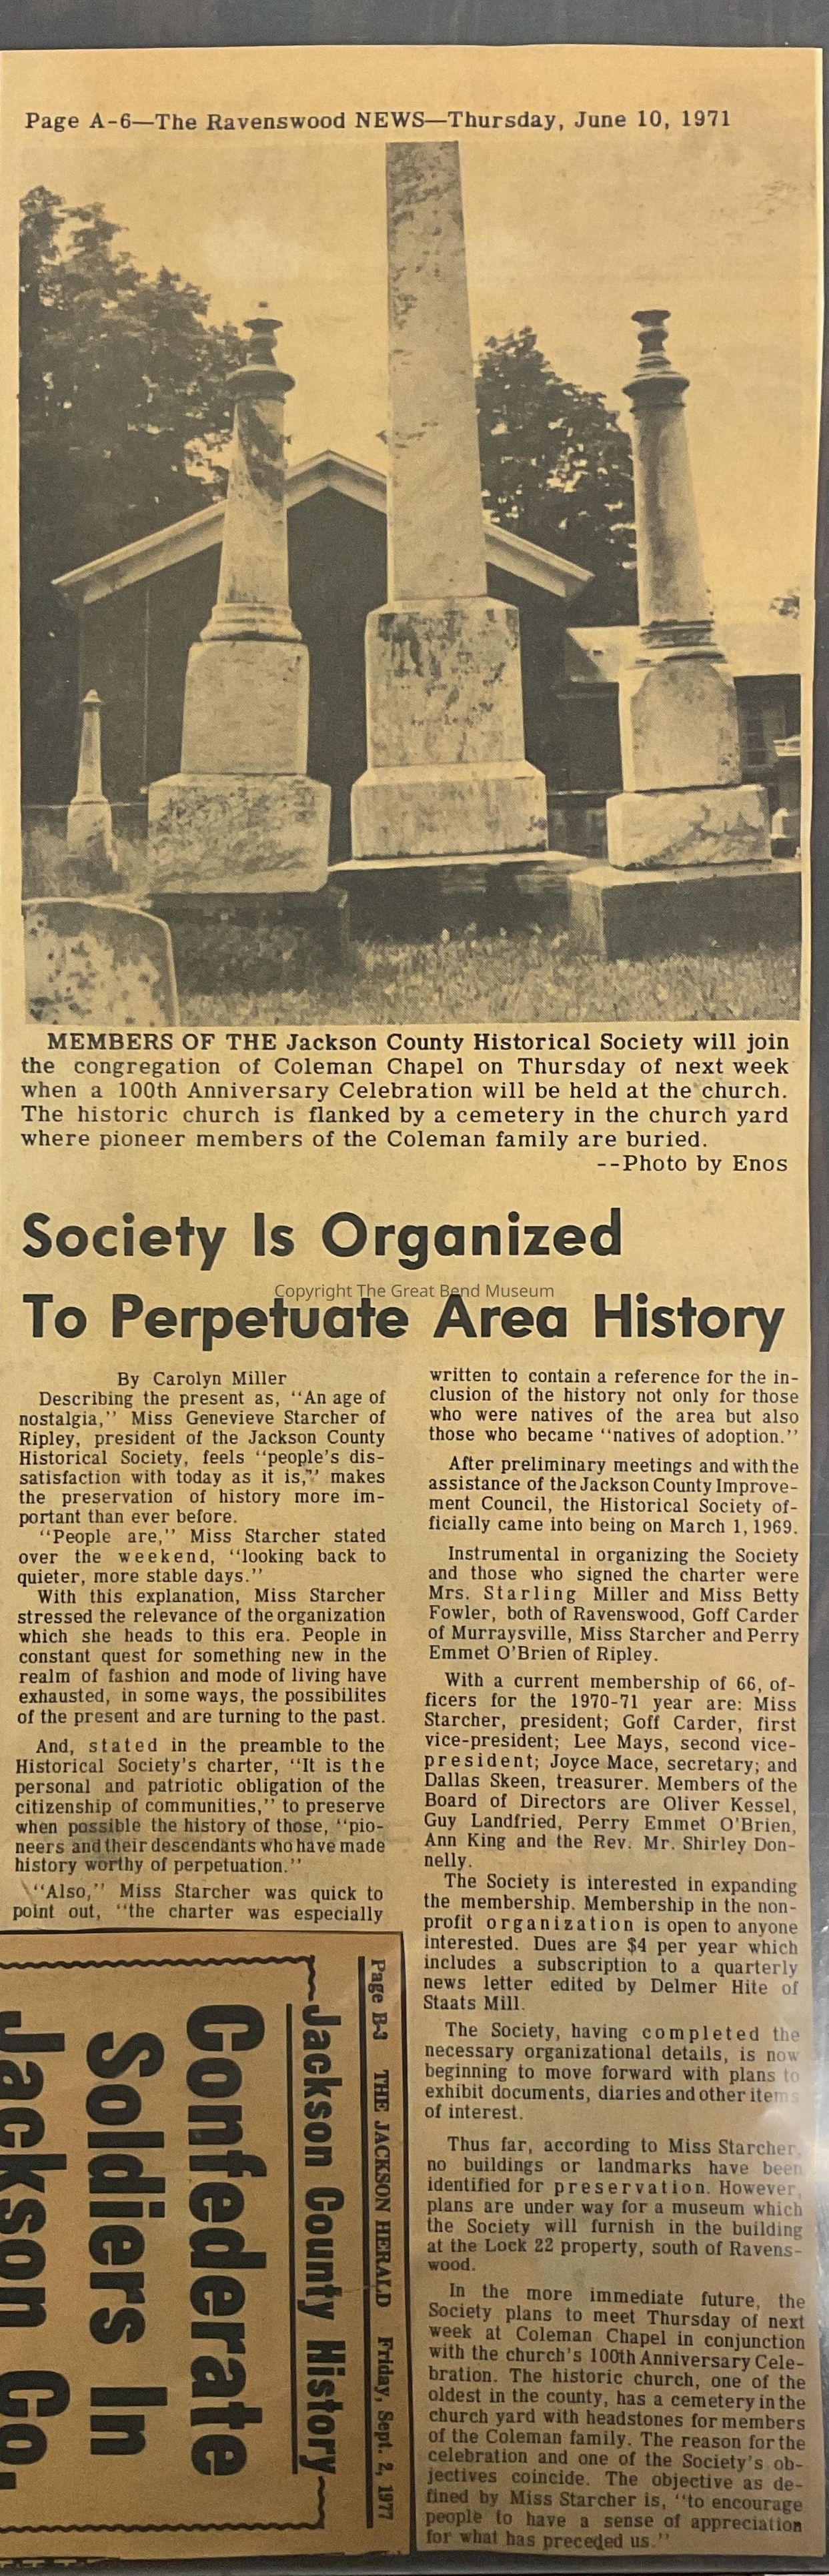 Page A-6—The Ravenswood NEWS—Thursday, June 10, 1971
MEMBERS OF THE Jackson County Historical Society will join
the congregation of Coleman Chapel on Thursday of next week
when a 100th Anniversary Celebration will be held at the church.
The historic church is flanked by a cemetery in the church yard
where pioneer members of the Coleman family are buried.
--Photo by Enos
Society Is Organized
To Perpetuate Area History
Copyright The Great Bend Museum
By Carolyn Miller
Describing the present as, "An age of
nostalgia," Miss Genevieve Starcher of
Ripley, president of the Jackson County
Historical Society, feels "people's dis-
satisfaction with today as it is," makes
the preservation of history more im-
portant than ever before.
"People are," Miss Starcher stated
over the weekend, "looking back to
quieter, more stable days."
With this explanation, Miss Starcher
stressed the relevance of the organization
which she heads to this era. People in
constant quest for something new in the
realm of fashion and mode of living have
exhausted, in some ways, the possibilites
of the present and are turning to the past.
And, stated in the preamble to the
Historical Society's charter, "It is the
personal and patriotic obligation of the
citizenship of communities," to preserve
when possible the history of those, "pio-
neers and their descendants who have made
history worthy of perpetuation."
"Also," Miss Starcher was quick to
point out, "the charter was especially
written to contain a reference for the in-
clusion of the history not only for those
who were natives of the area but also
those who became "natives of adoption."
After preliminary meetings and with the
assistance of the Jackson County Improve-
ment Council, the Historical Society of-
ficially came into being on March 1, 1969.
Instrumental in organizing the Society
and those who signed the charter were
Mrs. Starling Miller and Miss Betty
Fowler, both of Ravenswood, Goff Carder
of Murraysville, Miss Starcher and Perry
Emmet O'Brien of Ripley.
With a current membership of 66, of-
ficers for the 1970-71 year are: Miss
Starcher, president; Goff Carder, first
vice-president; Lee Mays, second vice-
president; Joyce Mace, secretary; and
Dallas Skeen, treasurer. Members of the
Board of Directors are Oliver Kessel,
Guy Landfried, Perry Emmet O'Brien,
Ann King and the Rev. Mr. Shirley Don-
nelly.
The Society is interested in expanding
the membership. Membership in the non-
profit organization is open to anyone
interested. Dues are $4 per year which
includes a subscription to a quarterly
news letter edited by Delmer Hite of
Staats Mill.
The Society, having completed the
necessary organizational details, is now
beginning to move forward with plans to
exhibit documents, diaries and other items
of interest.
Thus far, according to Miss Starcher,
no buildings or landmarks have been
identified for preservation. However,
plans are under way for a museum which
the Society will furnish in the building
at the Lock 22 property, south of Ravens-
wood.
In the more immediate future, the
Society plans to meet Thursday of next
week at Coleman Chapel in conjunction
with the church's 100th Anniversary Cele-
bration. The historic church, one of the
oldest in the county, has a cemetery in the
church yard with headstones for members
of the Coleman family. The reason for the
celebration and one of the Society's ob-
jectives coincide. The objective as de-
fined by Miss Starcher is, "to encourage
people to have a sense of appreciation
for what has preceded us."
Page B-3 THE JACKSON HERALD Friday, Sept. 2, 1977
Jackson County History
Confederate
Soldiers In
Jackson Co.